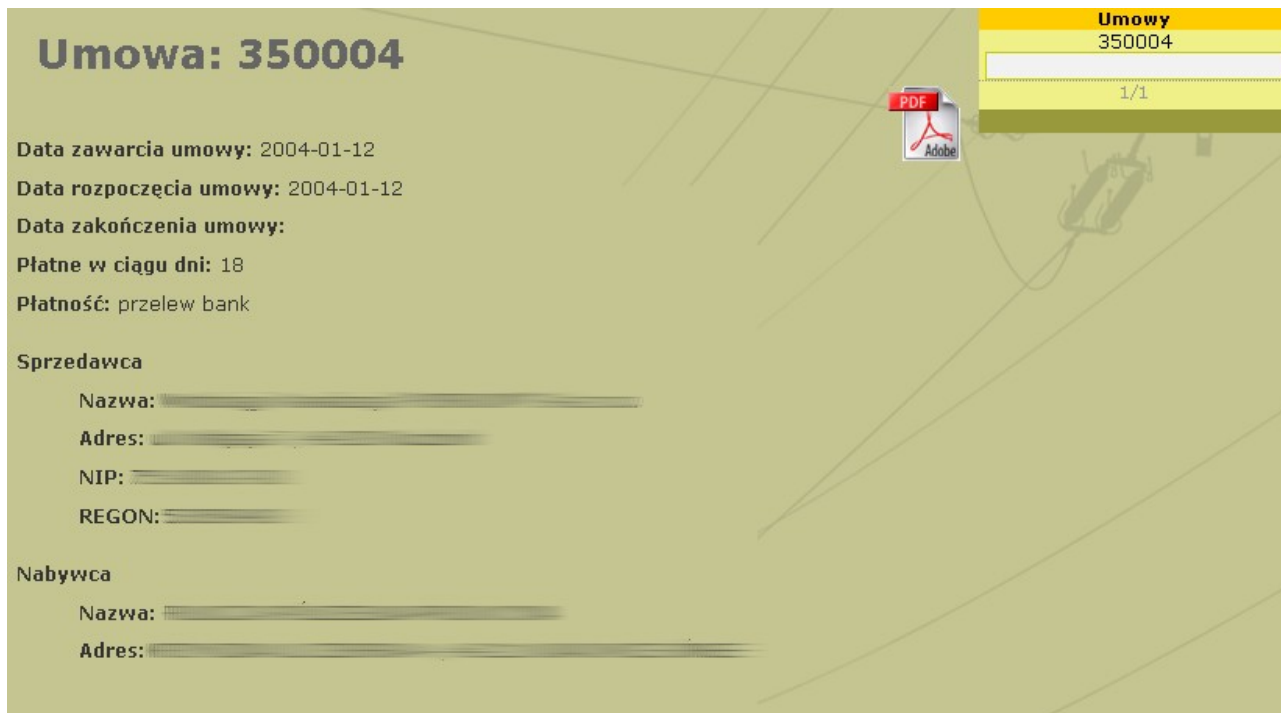 Umowa: 350004
Umowy
350004
1/1
PDF
Adobe
Data zawarcia umowy: 2004-01-12
Data rozpoczęcia umowy: 2004-01-12
Data zakończenia umowy:
Płatne w ciągu dni: 18
Płatność: przelew bank
Sprzedawca
Nazwa:
Adres:
NIP:
REGON:
Nabywca
Nazwa:
Adres: